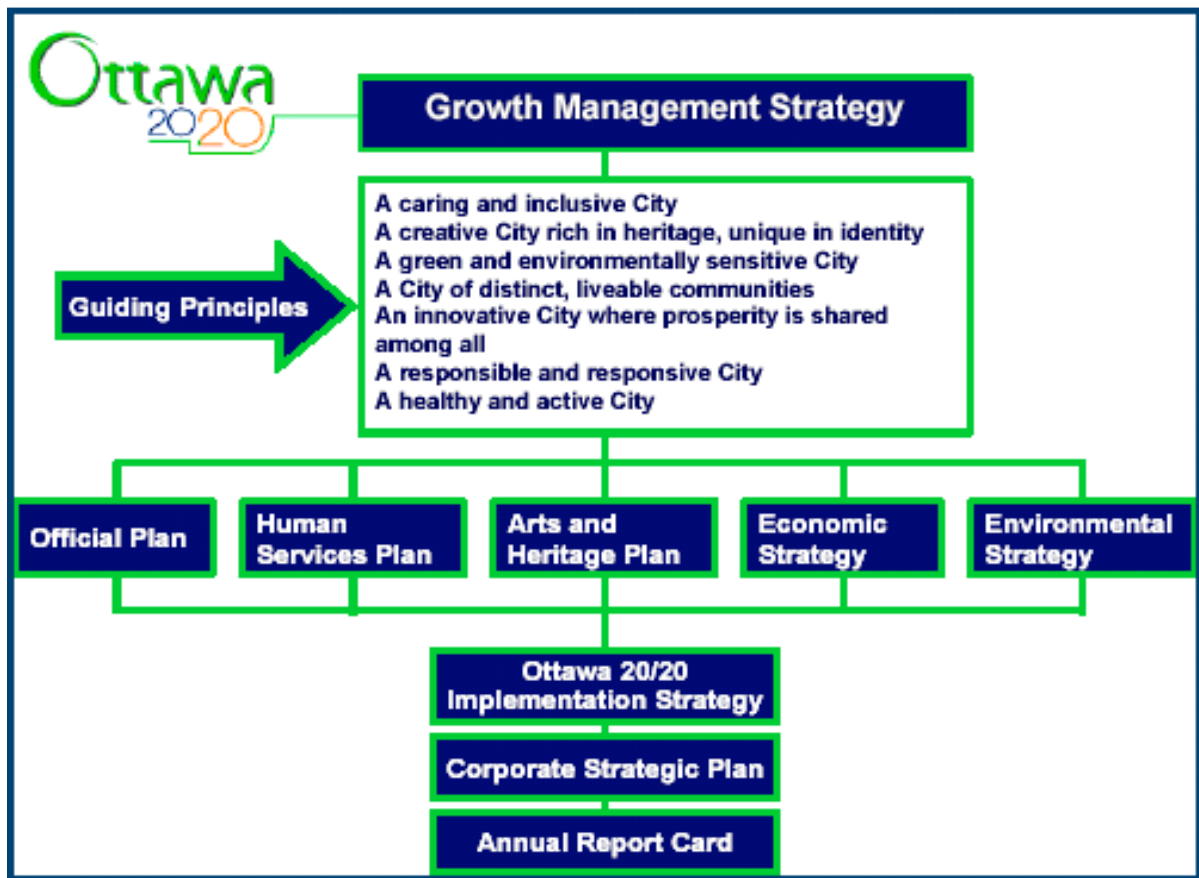 Ottawa
2020
Growth Management Strategy
A caring and inclusive City
A creative City rich in heritage, unique in identity
A green and environmentally sensitive City
A City of distinct, liveable communities
An innovative City where prosperity is shared
among all
A responsible and responsive City
A healthy and active City
Guiding Principles
Official Plan
Human
Services Plan
Arts and
Heritage Plan
Economic
Strategy
Environmental
Strategy
Ottawa 20/20
Implementation Strategy
Corporate Strategic Plan
Annual Report Card